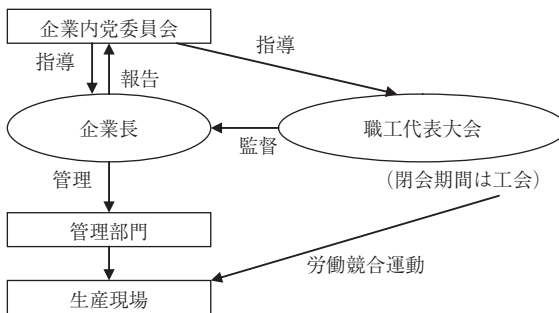 企業内党委員会
指導
指導
報告
企業長
職工代表大会
監督
管理
(閉会期間は工会)
管理部門
労働競合運動
生産現場